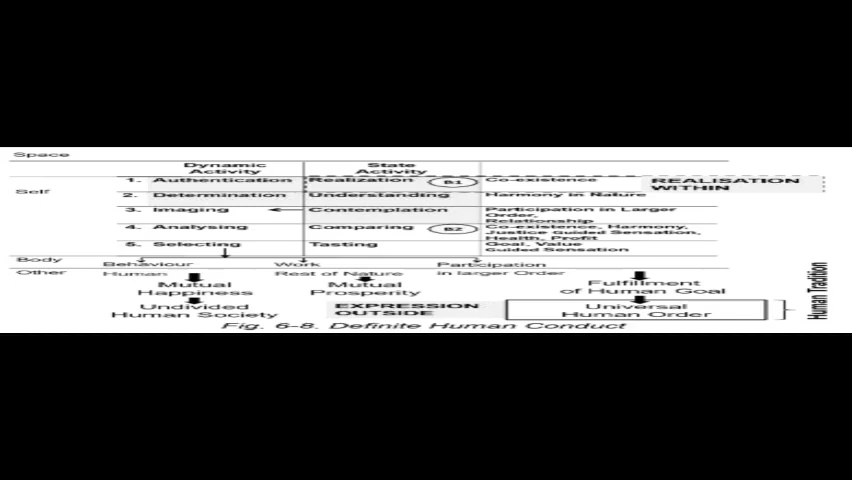 Space
Dynamic Activity State Activity
1. Authentication Realization B1 Co-existence REALISATION WITHIN
Self
2. Determination Understanding Harmony in Nature
3. Imaging Contemplation Participation in Larger Order, Relationship
4. Analysing Comparing B2 Co-existence, Harmony, Justice Guided Sensation, Health, Profit
5. Selecting Tasting Goal, Value Guided Sensation
Body Behaviour Work Participation
Other Human Rest of Nature in larger Order
Mutual Happiness Mutual Prosperity Fulfillment of Human Goal
Undivided Human Society EXPRESSION OUTSIDE Universal Human Order
Human Tradition
Fig. 6-8. Definite Human Conduct